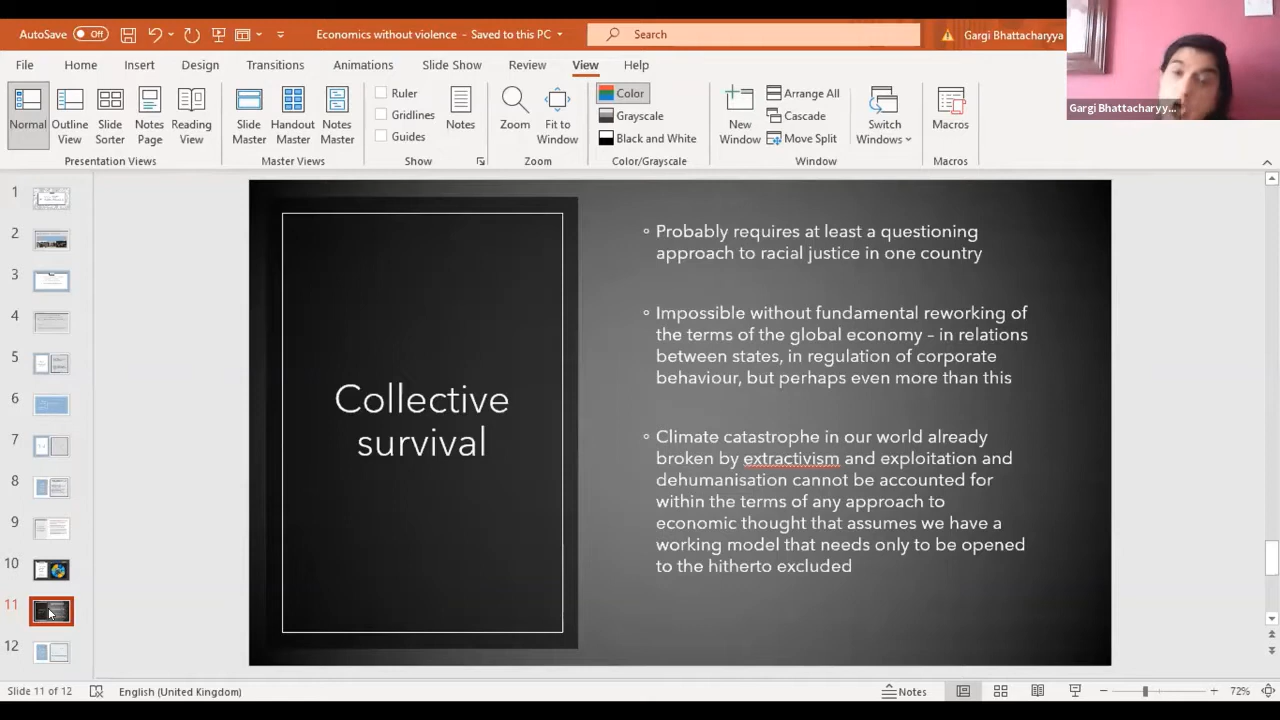 AutoSave Off
Economics without violence - Saved to this PC
Search
Gargi Bhattacharyya
File Home Insert Design Transitions Animations Slide Show Review View Help
Normal
Outline View
Slide Sorter
Notes Page
Reading View
Presentation Views
Slide Master
Handout Master
Notes Master
Master Views
Ruler
Gridlines
Guides
Show
Notes
Zoom
Fit to Window
Zoom
Color
Grayscale
Black and White
Color/Grayscale
New Window
Arrange All
Cascade
Move Split
Window
Switch Windows
Macros
Macros
Gargi Bhattacharyy...
1
2
3
4
5
6
7
8
9
10
11
12
Collective
survival
Probably requires at least a questioning
approach to racial justice in one country
Impossible without fundamental reworking of
the terms of the global economy – in relations
between states, in regulation of corporate
behaviour, but perhaps even more than this
Climate catastrophe in our world already
broken by extractivism and exploitation and
dehumanisation cannot be accounted for
within the terms of any approach to
economic thought that assumes we have a
working model that needs only to be opened
to the hitherto excluded
Slide 11 of 12 English (United Kingdom) Notes 72%